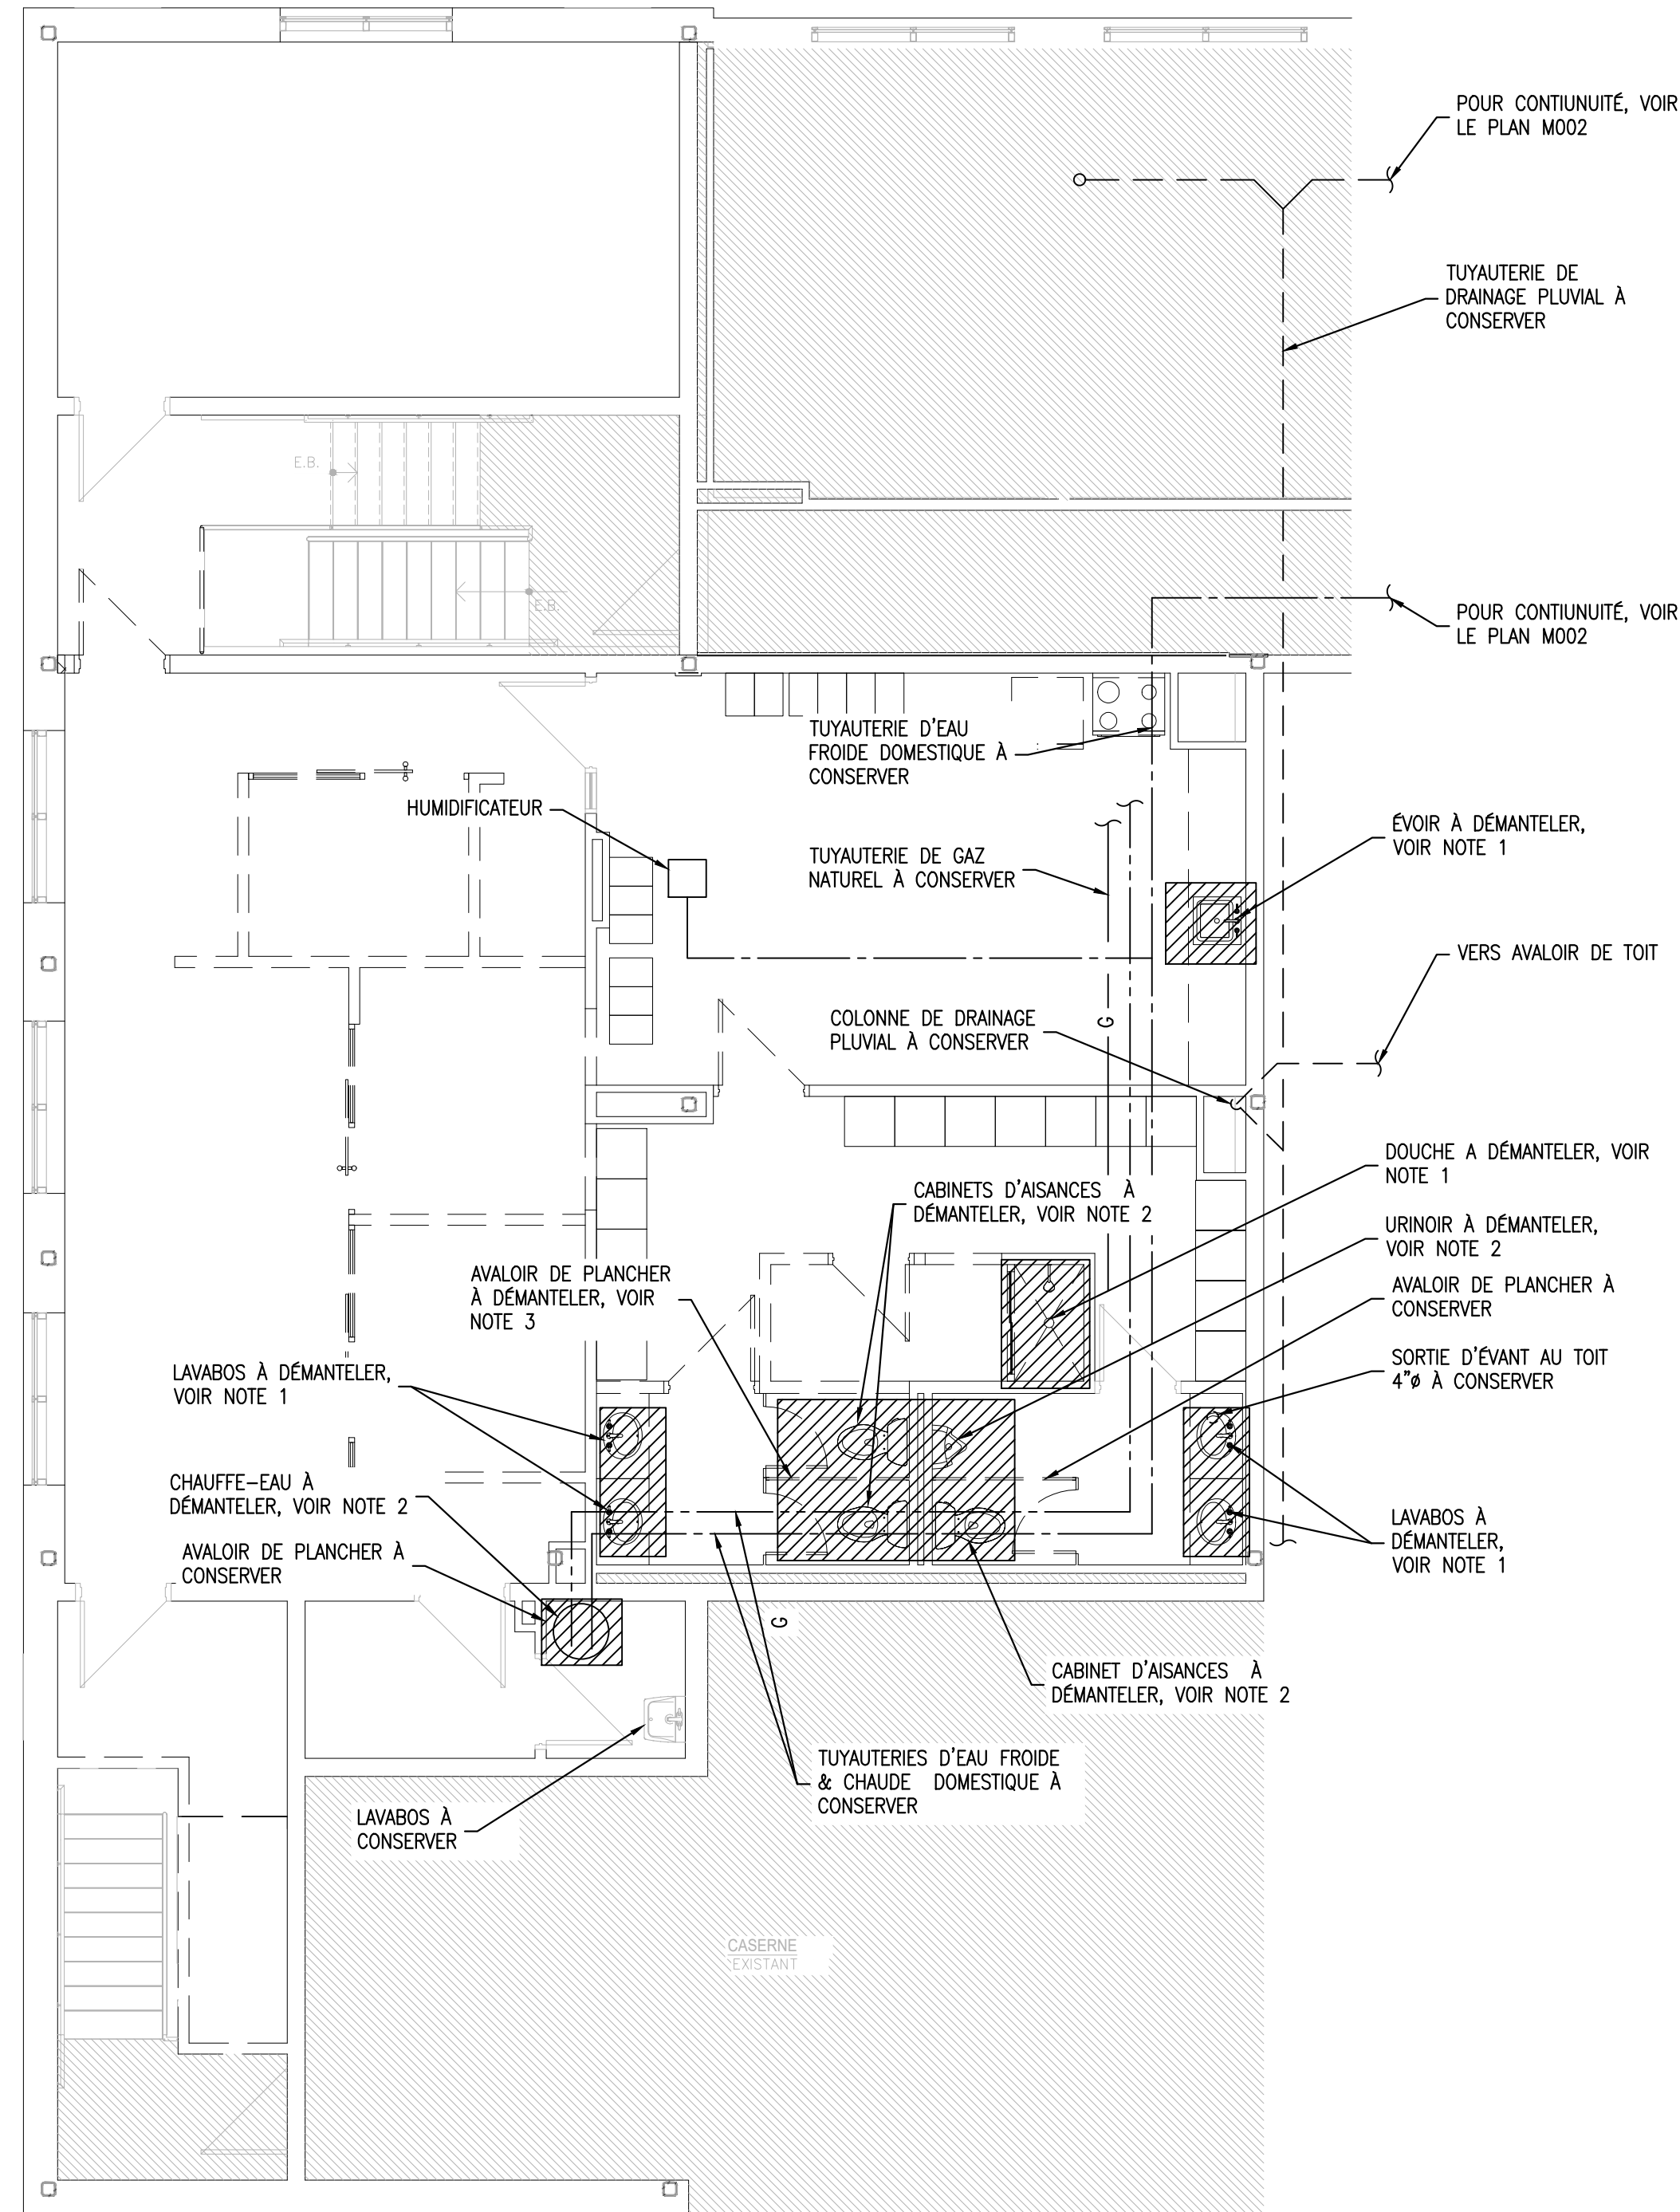 POUR CONTIUNUITÉ, VOIR
LE PLAN M002
TUYAUTERIE DE
DRAINAGE PLUVIAL À
CONSERVER
E.B.
E.B.
POUR CONTIUNUITÉ, VOIR
LE PLAN M002
TUYAUTERIE D'EAU
FROIDE DOMESTIQUE À
CONSERVER
HUMIDIFICATEUR
TUYAUTERIE DE GAZ
NATUREL À CONSERVER
ÉVOIR À DÉMANTELER,
VOIR NOTE 1
VERS AVALOIR DE TOIT
COLONNE DE DRAINAGE
PLUVIAL À CONSERVER
G
DOUCHE A DÉMANTELER, VOIR
NOTE 1
CABINETS D'AISANCES À
DÉMANTELER, VOIR NOTE 2
URINOIR À DÉMANTELER,
VOIR NOTE 2
AVALOIR DE PLANCHER
À DÉMANTELER, VOIR
NOTE 3
AVALOIR DE PLANCHER À
CONSERVER
SORTIE D'ÉVANT AU TOIT
4"ø À CONSERVER
LAVABOS À DÉMANTELER,
VOIR NOTE 1
CHAUFFE-EAU À
DÉMANTELER, VOIR NOTE 2
AVALOIR DE PLANCHER À
CONSERVER
LAVABOS À
DÉMANTELER,
VOIR NOTE 1
G
CABINET D'AISANCES À
DÉMANTELER, VOIR NOTE 2
TUYAUTERIES D'EAU FROIDE
& CHAUDE DOMESTIQUE À
CONSERVER
LAVABOS À
CONSERVER
CASERNE
EXISTANT